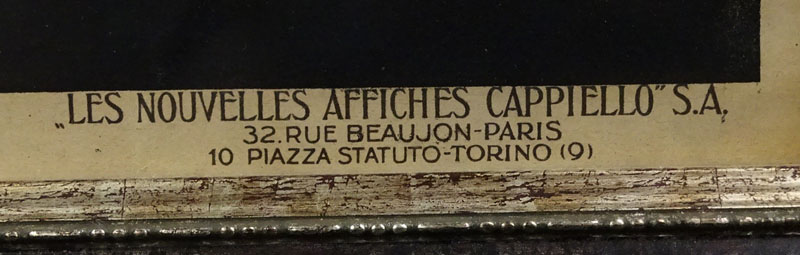 „LES NOUVELLES AFFICHES CAPPIELLO” S.A.
32.RUE BEAUJON-PARIS
10 PIAZZA STATUTO-TORINO (9)